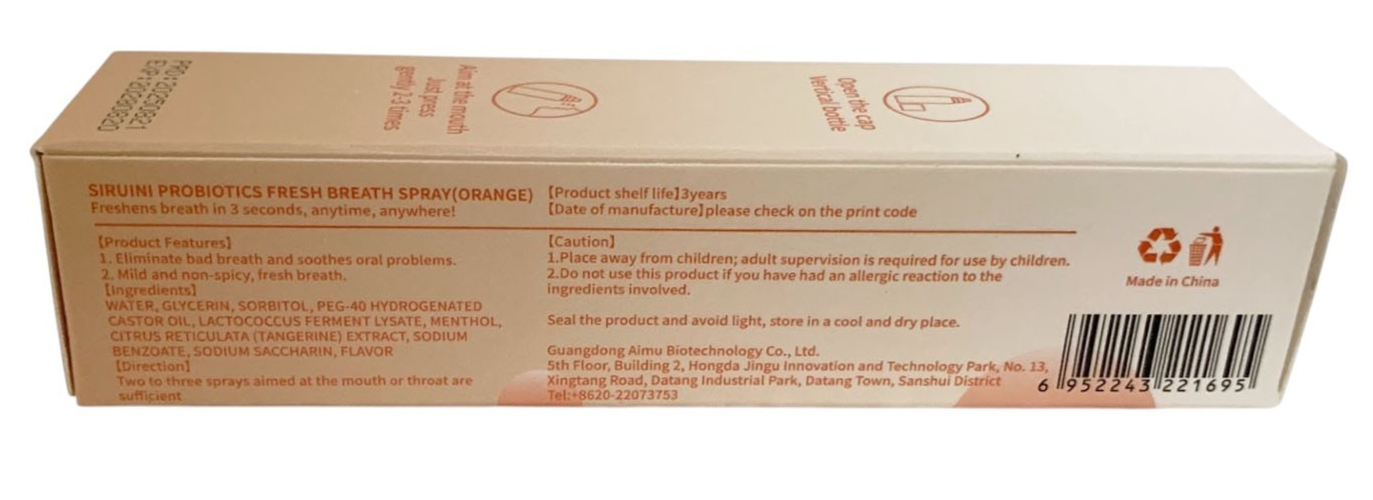 PRD:20250821
EXP:20280820
Aim at the mouth
Just press
gently 2-3 times
Open the cap
Vertical bottle
SIRUINI PROBIOTICS FRESH BREATH SPRAY(ORANGE)
Freshens breath in 3 seconds, anytime, anywhere!
【Product Features】
1. Eliminate bad breath and soothes oral problems.
2. Mild and non-spicy, fresh breath.
【Ingredients】
WATER, GLYCERIN, SORBITOL, PEG-40 HYDROGENATED
CASTOR OIL, LACTOCOCCUS FERMENT LYSATE, MENTHOL,
CITRUS RETICULATA (TANGERINE) EXTRACT, SODIUM
BENZOATE, SODIUM SACCHARIN, FLAVOR
【Direction】
Two to three sprays aimed at the mouth or throat are
sufficient
【Product shelf life】3years
【Date of manufacture】please check on the print code
【Caution】
1.Place away from children; adult supervision is required for use by children.
2.Do not use this product if you have had an allergic reaction to the
ingredients involved.
Seal the product and avoid light, store in a cool and dry place.
Guangdong Aimu Biotechnology Co., Ltd.
5th Floor, Building 2, Hongda Jingu Innovation and Technology Park, No. 13,
Xingtang Road, Datang Industrial Park, Datang Town, Sanshui District
Tel:+8620-22073753
Made in China
6 952243 221695